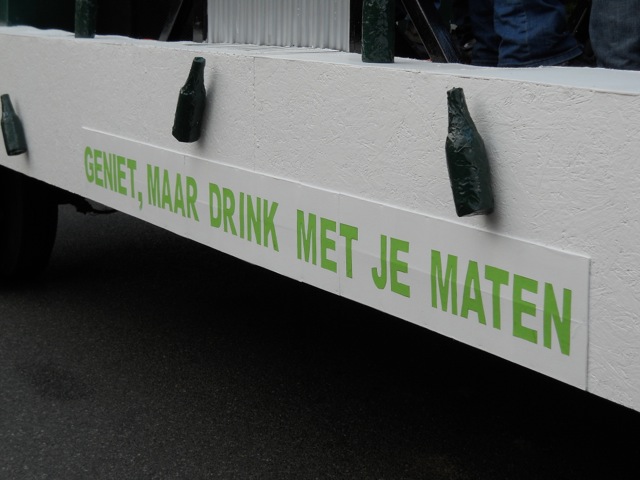 GENIET, MAAR DRINK MET JE MATEN